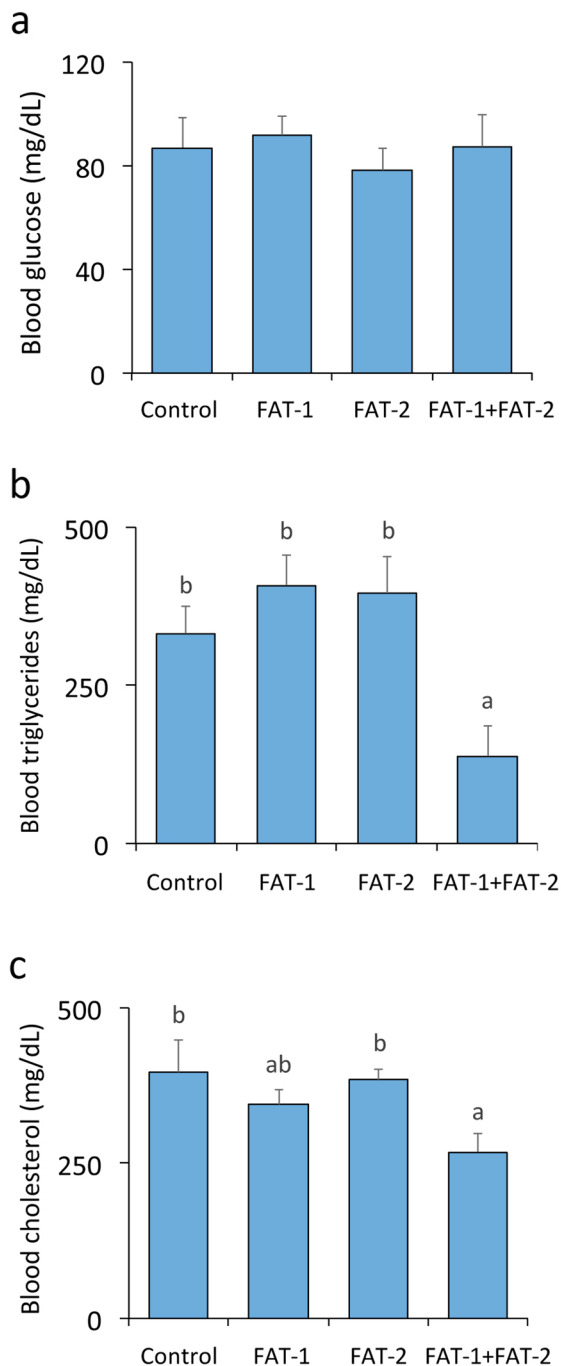 a
Blood glucose (mg/dL)
120
80
40
0
Control FAT-1 FAT-2 FAT-1+FAT-2
b
Blood triglycerides (mg/dL)
500
250
0
b b b a
Control FAT-1 FAT-2 FAT-1+FAT-2
c
Blood cholesterol (mg/dL)
500
250
0
b ab b a
Control FAT-1 FAT-2 FAT-1+FAT-2